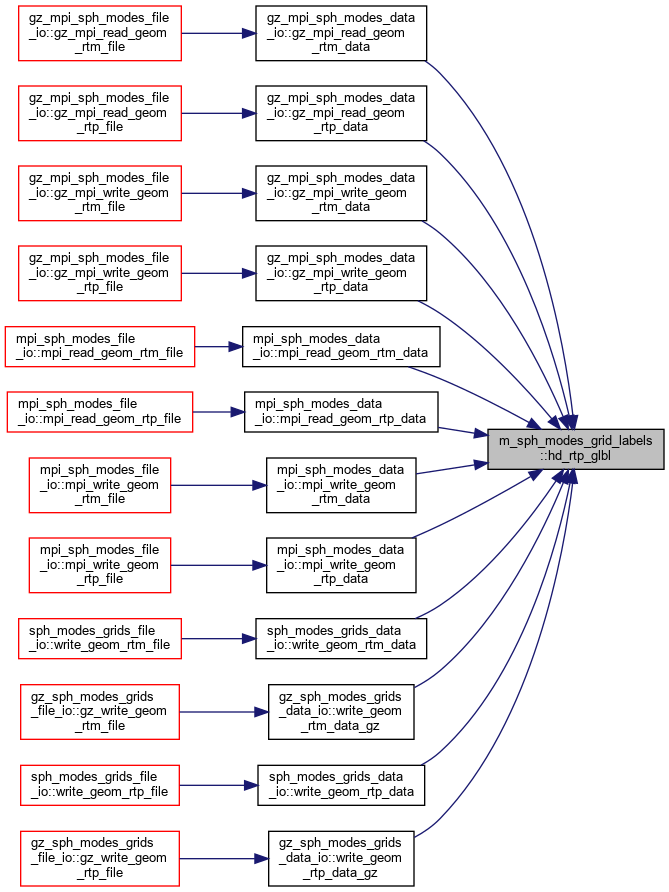 gz_mpi_sph_modes_file
_io::gz_mpi_read_geom
_rtm_file
gz_mpi_sph_modes_data
_io::gz_mpi_read_geom
_rtm_data
gz_mpi_sph_modes_file
_io::gz_mpi_read_geom
_rtp_file
gz_mpi_sph_modes_data
_io::gz_mpi_read_geom
_rtp_data
gz_mpi_sph_modes_file
_io::gz_mpi_write_geom
_rtm_file
gz_mpi_sph_modes_data
_io::gz_mpi_write_geom
_rtm_data
gz_mpi_sph_modes_file
_io::gz_mpi_write_geom
_rtp_file
gz_mpi_sph_modes_data
_io::gz_mpi_write_geom
_rtp_data
mpi_sph_modes_file
_io::mpi_read_geom_rtm_file
mpi_sph_modes_data
_io::mpi_read_geom_rtm_data
mpi_sph_modes_file
_io::mpi_read_geom_rtp_file
mpi_sph_modes_data
_io::mpi_read_geom_rtp_data
m_sph_modes_grid_labels
::hd_rtp_glbl
mpi_sph_modes_file
_io::mpi_write_geom
_rtm_file
mpi_sph_modes_data
_io::mpi_write_geom
_rtm_data
mpi_sph_modes_file
_io::mpi_write_geom
_rtp_file
mpi_sph_modes_data
_io::mpi_write_geom
_rtp_data
sph_modes_grids_file
_io::write_geom_rtm_file
sph_modes_grids_data
_io::write_geom_rtm_data
gz_sph_modes_grids
_file_io::gz_write_geom
_rtm_file
gz_sph_modes_grids
_data_io::write_geom
_rtm_data_gz
sph_modes_grids_file
_io::write_geom_rtp_file
sph_modes_grids_data
_io::write_geom_rtp_data
gz_sph_modes_grids
_file_io::gz_write_geom
_rtp_file
gz_sph_modes_grids
_data_io::write_geom
_rtp_data_gz